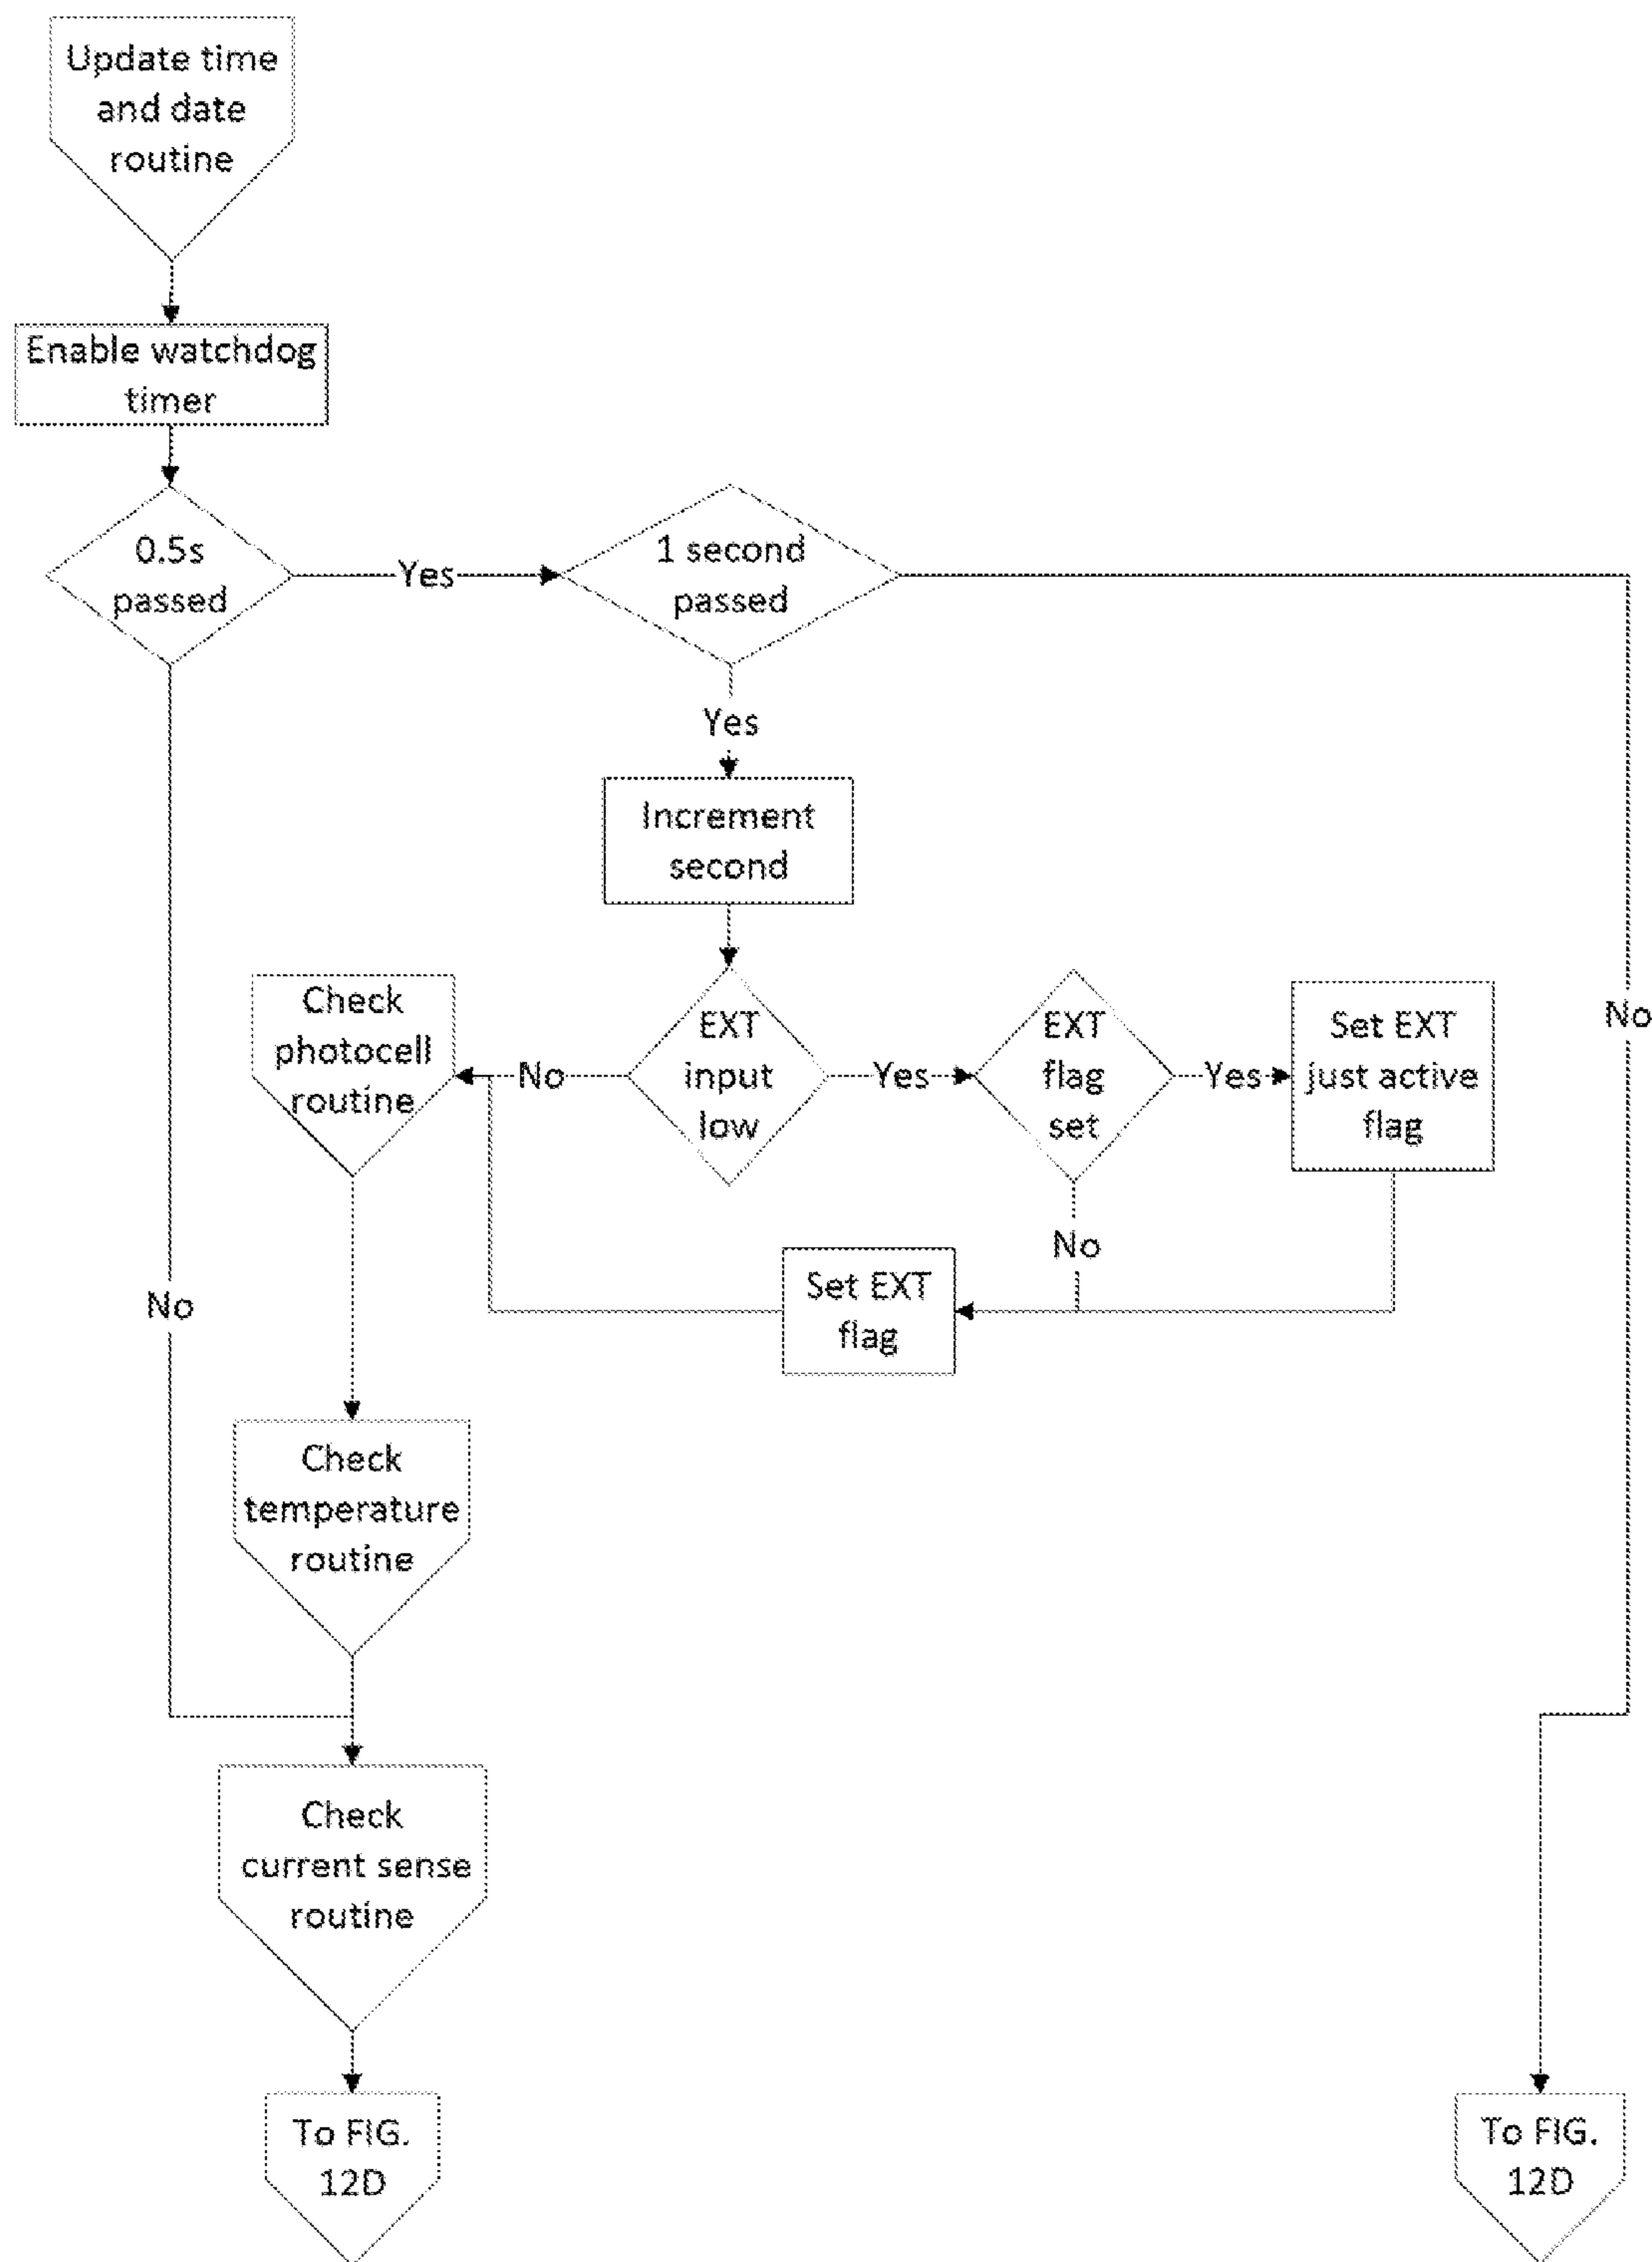 Update time
and date
routine
Enable watchdog
timer
0.5s
passed
Yes
1 second
passed
Yes
Increment
second
No
Check
photocell
routine
No
EXT
input
low
Yes
EXT
flag
set
Yes
Set EXT
just active
flag
No
Set EXT
flag
No
Check
temperature
routine
Check
current sense
routine
To FIG.
12D
To FIG.
12D